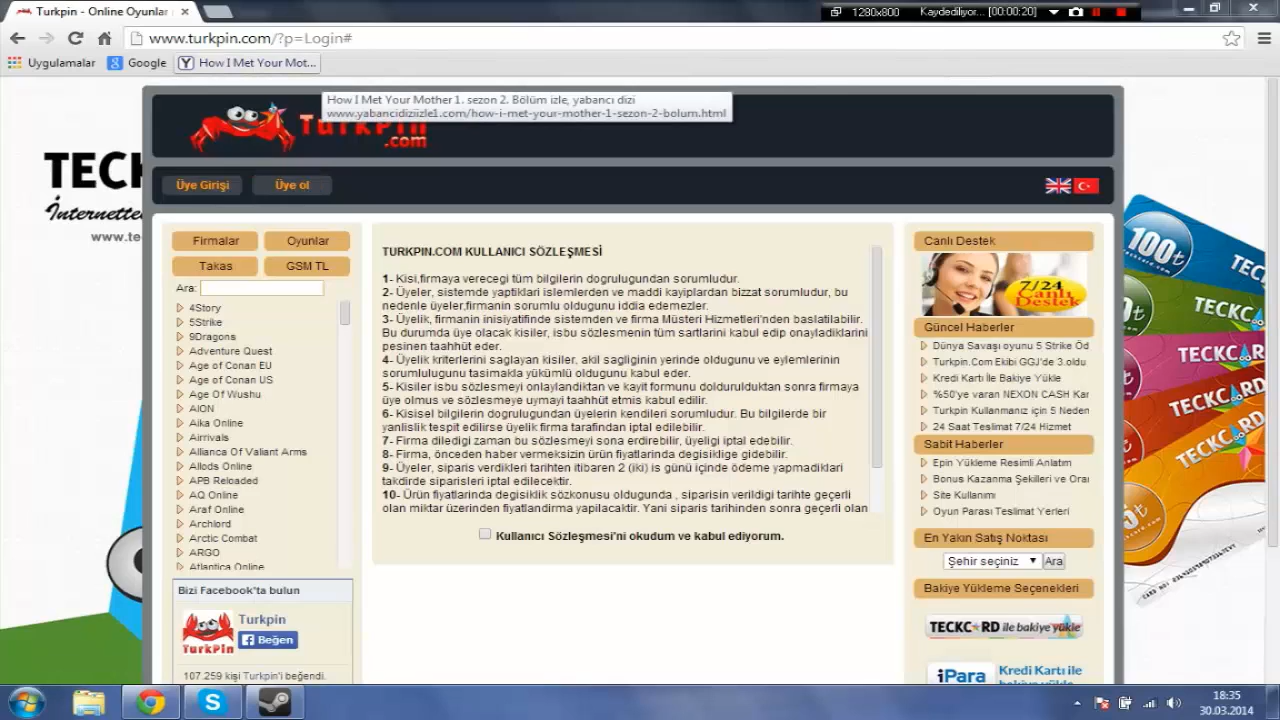 Turkpin - Online Oyunlar
1280x800
Kaydediliyor... [00:00:20]
www.turkpin.com/?p=Login#
Uygulamalar
Google
How I Met Your Mot...
How I Met Your Mother 1. sezon 2. Bölüm izle, yabancı dizi
www.yabancidiziizle1.com/how-i-met-your-mother-1-sezon-2-bolum.html
TurkPin
.com
TECK
İnternette
www.te
Üye Girişi
Üye ol
Firmalar
Oyunlar
Takas
GSM TL
Ara:
4Story
5Strike
9Dragons
Adventure Quest
Age of Conan EU
Age of Conan US
Age Of Wushu
AION
Aika Online
Airrivals
Alliance Of Valiant Arms
Allods Online
APB Reloaded
AQ Online
Araf Online
Archlord
Arctic Combat
ARGO
Atlantica Online
Bizi Facebook'ta bulun
Turkpin
Beğen
TurkPin
107.259 kişi Turkpin'i beğendi.
TURKPIN.COM KULLANICI SÖZLEŞMESİ
1- Kisi,firmaya verecegi tüm bilgilerin dogrulugundan sorumludur.
2- Üyeler, sistemde yaptiklari islemlerden ve maddi kayiplardan bizzat sorumludur, bu
nedenle üyeler,firmanin sorumlu oldugunu iddia edemezler.
3- Üyelik, firmanin inisiyatifinde sistemden ve firma Müsteri Hizmetleri'nden baslatilabilir.
Bu durumda üye olacak kisiler, isbu sözlesmenin tüm sartlarini kabul edip onayladiklarini
pesinen taahhüt eder.
4- Üyelik kriterlerini saglayan kisiler, akil sagliginin yerinde oldugunu ve eylemlerinin
sorumlulugunu tasimakla yükümlü oldugunu kabul eder.
5- Kisiler isbu sözlesmeyi onlaylandiktan ve kayit formunu doldurulduktan sonra firmaya
üye olmus ve sözlesmeye uymayi taahhüt etmis kabul edilir.
6- Kisisel bilgilerin dogrulugundan üyelerin kendileri sorumludur. Bu bilgilerde bir
yanlislik tespit edilirse üyelik firma tarafindan iptal edilebilir.
7- Firma diledigi zaman bu sözlesmeyi sona erdirebilir, üyeligi iptal edebilir.
8- Firma, önceden haber vermeksizin ürün fiyatlarinda degisiklige gidebilir.
9- Üyeler, siparis verdikleri tarihten itibaren 2 (iki) is günü içinde ödeme yapmadiklari
takdirde siparisleri iptal edilecektir.
10- Ürün fiyatlarinda degisiklik sözkonusu oldugunda , siparisin verildigi tarihte geçerli
olan miktar üzerinden fiyatlandirma yapilacaktir. Yani siparis tarihinden sonra geçerli olan
Kullanıcı Sözleşmesi'ni okudum ve kabul ediyorum.
Canlı Destek
7/24
Canlı
Destek
Güncel Haberler
Dünya Savaşı oyunu 5 Strike Öd
Turkpin.Com Ekibi GGJ'de 3.oldu
Kredi Kartı İle Bakiye Yükle
%50'ye varan NEXON CASH Kar
Turkpin Kullanmanız için 5 Neden
24 Saat Teslimat 7/24 Hizmet
Sabit Haberler
Epin Yükleme Resimli Anlatım
Bonus Kazanma Şekilleri ve Orar
Site Kullanımı
Oyun Parası Teslimat Yerleri
En Yakın Satış Noktası
Şehir seçiniz
Ara
Bakiye Yükleme Seçenekleri
TECKCARD ile bakiye yükle
iPara
Kredi Kartı ile
bakiye yükle
100t
TECK
TECKCAR
TECKCARD
TECKCARD
TECKCARD
18:35
30.03.2014